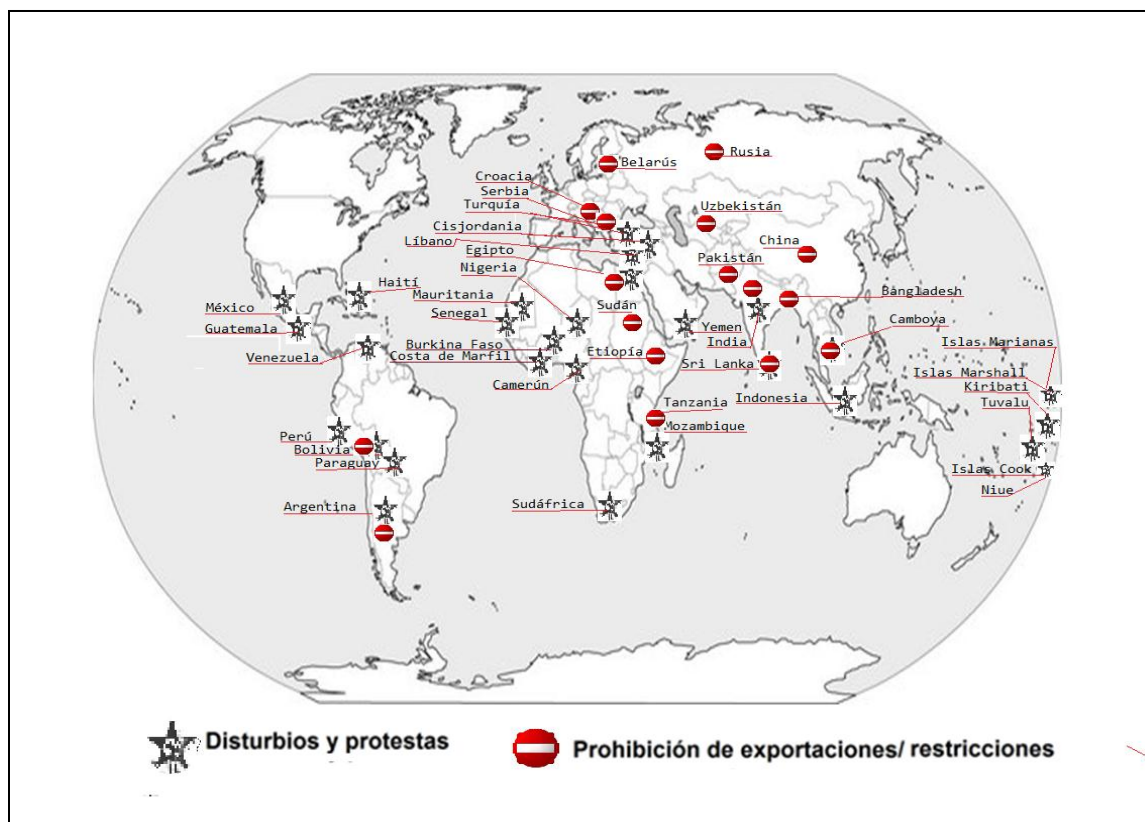 Rusia
Belarús
Croacia
Serbia
Turquía
Uzbekistán
Cisjordania
Líbano
China
Egipto
Pakistán
Nigeria
Haití
Bangladesh
Mauritania
México
Sudán
Senegal
Camboya
Guatemala
Yemen
India
Burkina Faso
Islas Marianas
Venezuela
Costa de Marfil
Etiopía
Sri Lanka
Islas Marshall
Camerún
Kiribati
Indonesia
Tanzania
Tuvalu
Mozambique
Perú
Bolivia
Paraguay
Islas Cook
Niue
Argentina
Sudáfrica
Disturbios y protestas
Prohibición de exportaciones/ restricciones